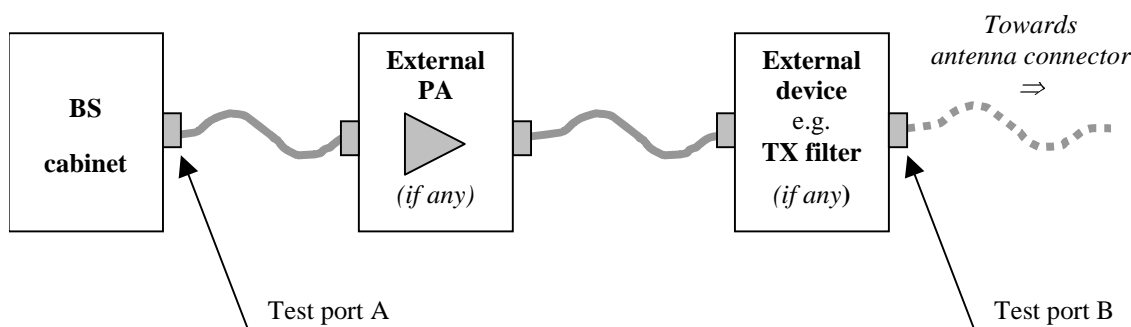 BS
cabinet
External
PA
(if any)
External
device
e.g.
TX filter
(if any)
Towards
antenna connector
⇒
Test port A
Test port B